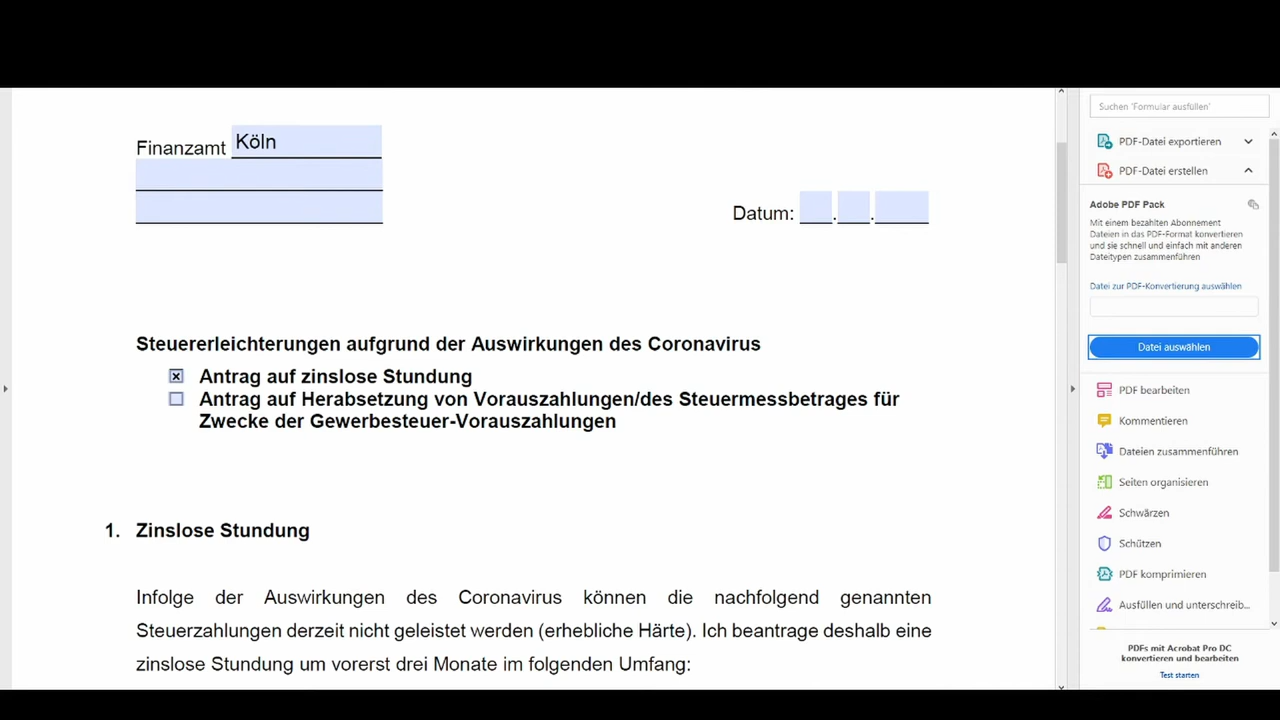 Finanzamt Köln
Datum: . .
Steuererleichterungen aufgrund der Auswirkungen des Coronavirus
Antrag auf zinslose Stundung
Antrag auf Herabsetzung von Vorauszahlungen/des Steuermessbetrages für
Zwecke der Gewerbesteuer-Vorauszahlungen
1. Zinslose Stundung
Infolge der Auswirkungen des Coronavirus können die nachfolgend genannten
Steuerzahlungen derzeit nicht geleistet werden (erhebliche Härte). Ich beantrage deshalb eine
zinslose Stundung um vorerst drei Monate im folgenden Umfang:
Suchen 'Formular ausfüllen'
PDF-Datei exportieren
PDF-Datei erstellen
Adobe PDF Pack
Mit einem bezahlten Abonnement
Dateien in das PDF-Format konvertieren
und sie schnell und einfach mit anderen
Dateitypen zusammenführen
Datei zur PDF-Konvertierung auswählen
Datei auswählen
PDF bearbeiten
Kommentieren
Dateien zusammenführen
Seiten organisieren
Schwärzen
Schützen
PDF komprimieren
Ausfüllen und unterschreib...
PDFs mit Acrobat Pro DC
konvertieren und bearbeiten
Test starten